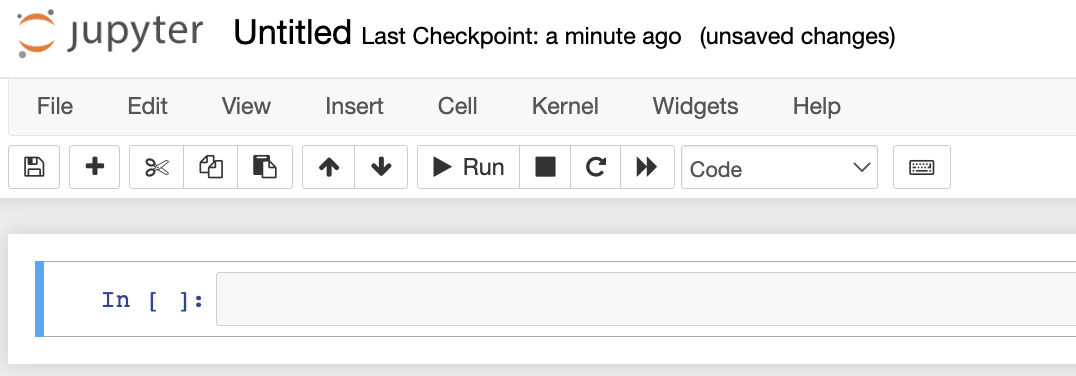 jupyter Untitled Last Checkpoint: a minute ago (unsaved changes)
File Edit View Insert Cell Kernel Widgets Help
Run Code
In [ ]: